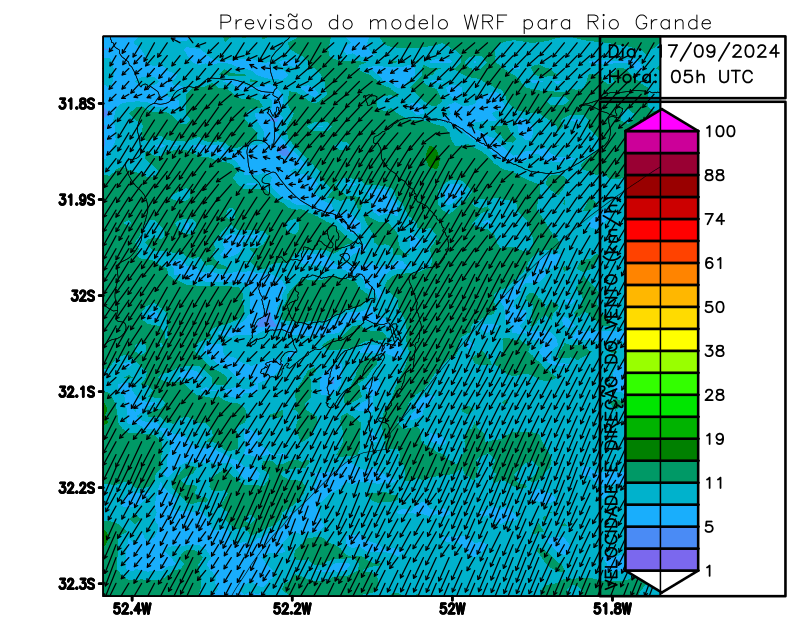 Previsão do modelo WRF para Rio Grande
Dia: 17/09/2024
Hora: 05h UTC
VELOCIDADE E DIREÇÃO DO VENTO (km/h)
100
88
74
61
50
38
28
19
11
5
1
31.8S
31.9S
32S
32.1S
32.2S
32.3S
52.4W
52.2W
52W
51.8W